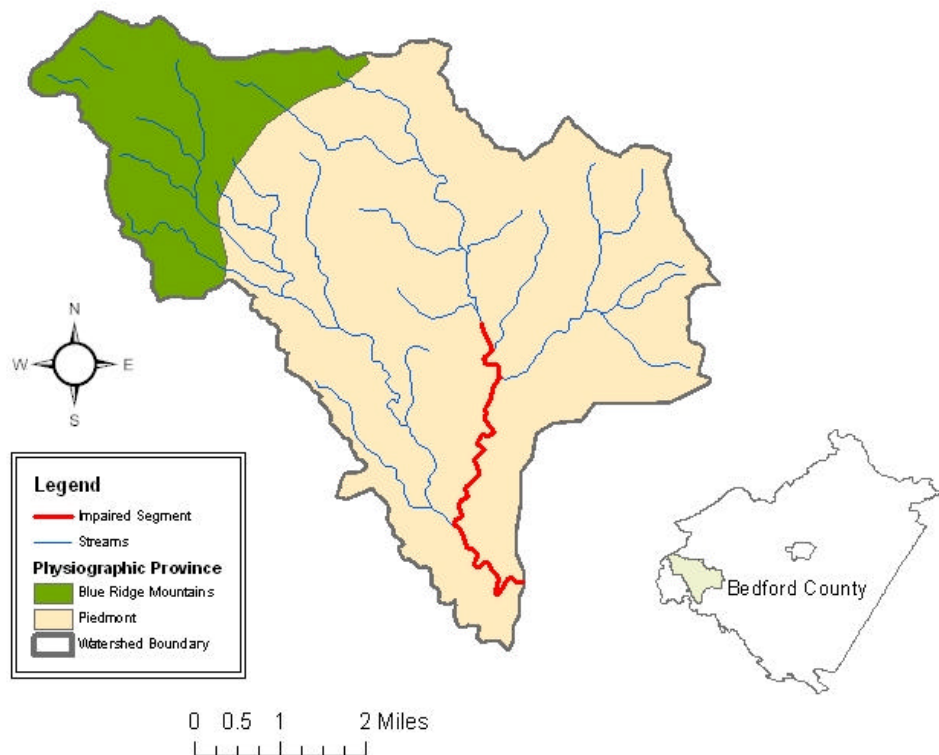 N
W E
S
Legend
Impaired Segment
Streams
Physiographic Province
Blue Ridge Mountains
Piedmont
Watershed Boundary
Bedford County
0 0.5 1 2 Miles